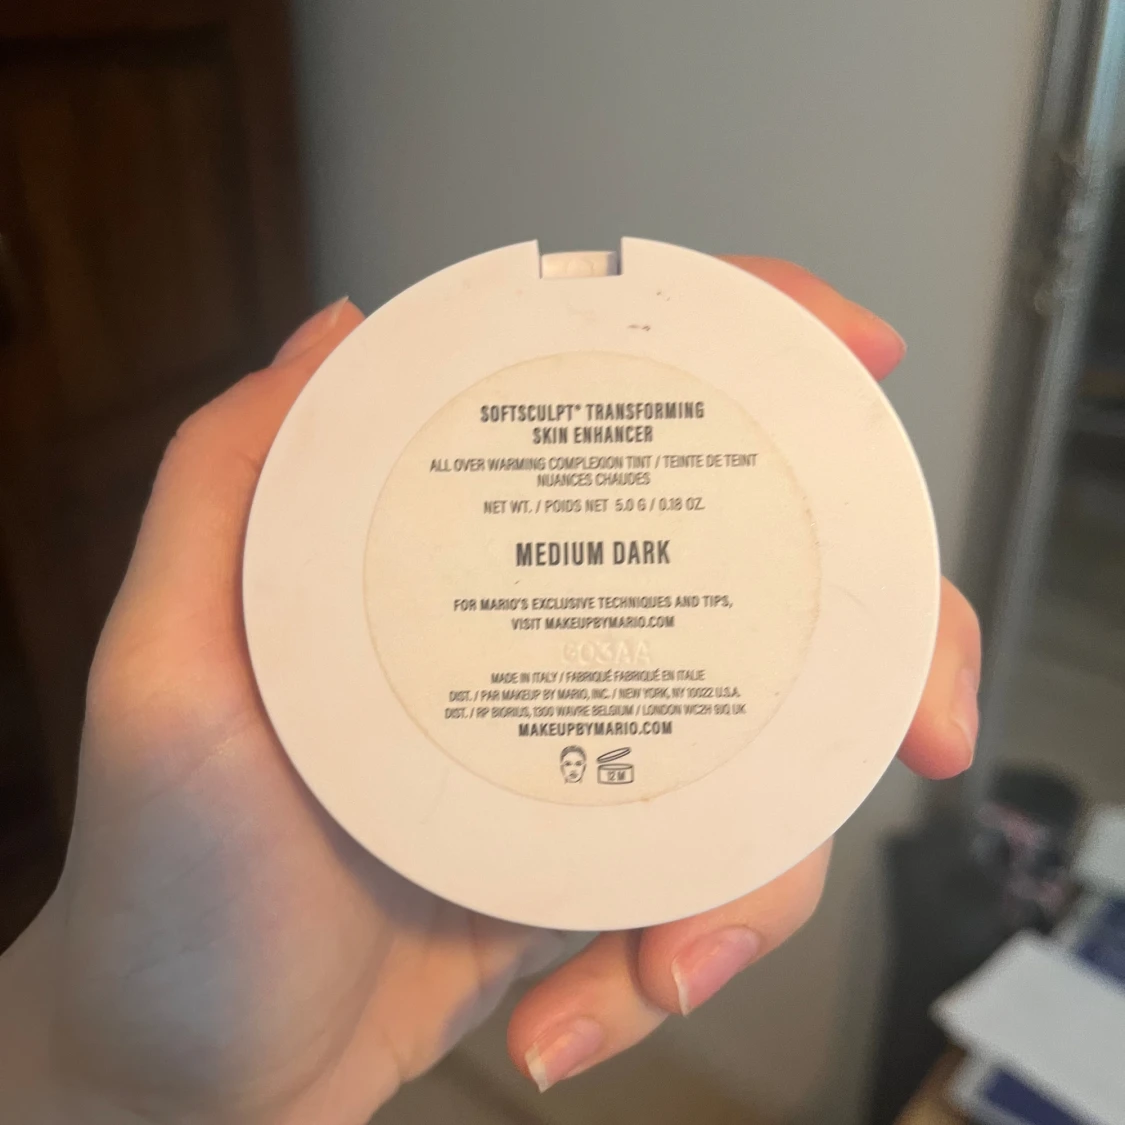 SOFTSCULPT® TRANSFORMING
SKIN ENHANCER
ALL OVER WARMING COMPLEXION TINT / TEINTE DE TEINT
NUANCES CHAUDES
NET WT. / POIDS NET 5.0 G / 0.18 OZ.
MEDIUM DARK
FOR MARIO'S EXCLUSIVE TECHNIQUES AND TIPS,
VISIT MAKEUPBYMARIO.COM
G03AA
MADE IN ITALY / FABRIQUÉ FABRIQUÉ EN ITALIE
DIST. / PAR MAKEUP BY MARIO, INC. / NEW YORK, NY 10022 U.S.A.
DIST. / RP BIORIUS, 1300 WAVRE BELGIUM / LONDON WC2H 9JQ UK
MAKEUPBYMARIO.COM
12 M